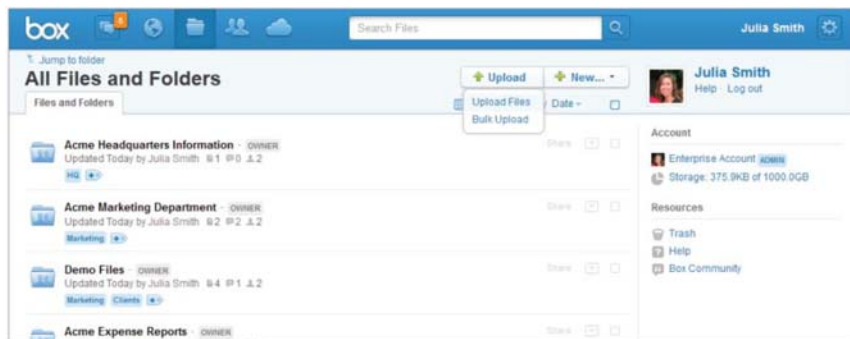 box 6 Search Files Julia Smith
Jump to folder
All Files and Folders
Upload New...
Julia Smith
Help · Log out
Files and Folders
Upload Files
Bulk Upload
Date
Acme Headquarters Information · OWNER
Updated Today by Julia Smith 1 0 2
HQ
Share
Acme Marketing Department · OWNER
Updated Today by Julia Smith 2 2 2
Marketing
Share
Demo Files · OWNER
Updated Today by Julia Smith 4 1 2
Marketing Clients
Share
Acme Expense Reports · OWNER
Share
Account
Enterprise Account ADMIN
Storage: 375.9KB of 1000.0GB
Resources
Trash
Help
Box Community